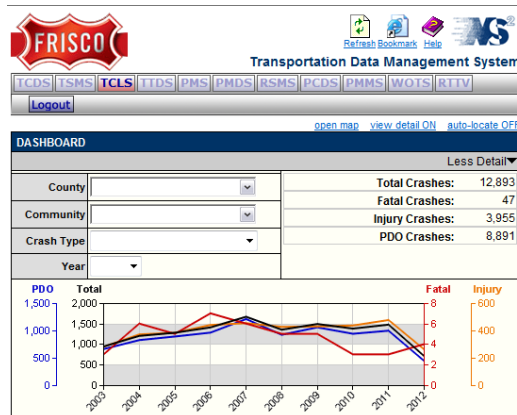 FRISCO
Refresh Bookmark Help
MS2
Transportation Data Management System
TCDS TSMS TCLS TTDS PMS PMDS RSMS PCDS PMMS WOTS RTTV
Logout
open map view detail ON auto-locate OFF
DASHBOARD
Less Detail▼
County
Community
Crash Type
Year
Total Crashes: 12,893
Fatal Crashes: 47
Injury Crashes: 3,955
PDO Crashes: 8,891
PDO Total Fatal Injury
1,500 2,000 8 600
1,000 1,500 6 400
500 1,000 4 200
0 500 2 0
0 0
2003 2004 2005 2006 2007 2008 2009 2010 2011 2012